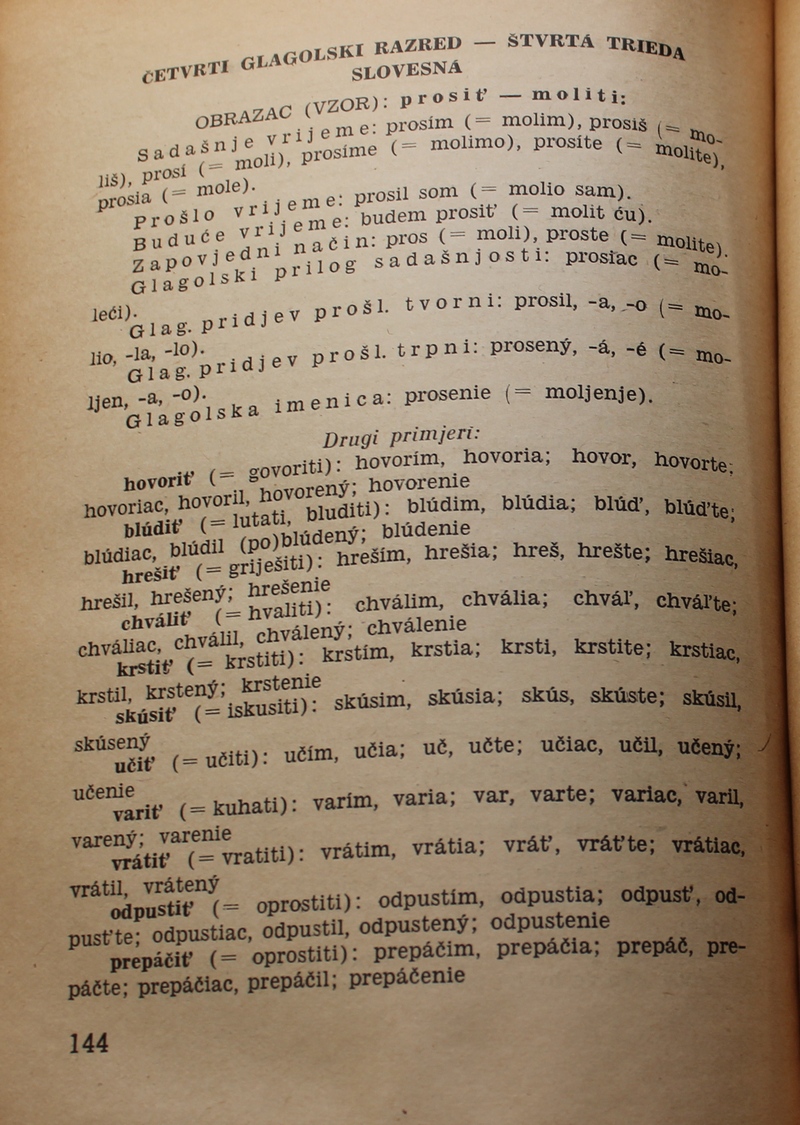 ČETVRTI GLAGOLSKI RAZRED — ŠTVRTÁ TRIEDA
SLOVESNÁ
OBRAZAC (VZOR): prosiť — moliti:
Sadašnje vrijeme: prosím (= molim), prosíš (= mo-
liš), prosí (= moli), prosíme (= molimo), prosíte (= molite),
prosia (= mole).
Prošlo vrijeme: prosil som (= molio sam).
Buduće vrijeme: budem prosiť (= molit ću).
Zapovjedni način: pros (= moli), proste (= molite)
Glagolski prilog sadašnjosti: prosiac (= mo-
leći).
Glag. pridjev prošl. tvorni: prosil, -a, -o (= mo-
lio, -la, -lo).
Glag. pridjev prošl. trpni: prosený, -á, -é (= mo-
ljen, -a, -o).
Glagolska imenica: prosenie (= moljenje).
Drugi primjeri:
hovoriť (= govoriti): hovorím, hovoria; hovor, hovorte;
hovoriac, hovoril, hovorený; hovorenie
blúdiť (= lutati, bluditi): blúdim, blúdia; blúď, blúďte;
blúdiac, blúdil (po)blúdený; blúdenie
hrešiť (= griješiti): hreším, hrešia; hreš, hrešte; hrešiac,
hrešil, hrešený; hrešenie
chváliť (= hvaliti): chválim, chvália; chváľ, chváľte;
chváliac, chválil, chválený; chválenie
krstiť (= krstiti): krstím, krstia; krsti, krstite; krstiac,
krstil, krstený; krstenie
skúsiť (= iskusiti): skúsim, skúsia; skús, skúste; skúsil,
skúsený
učiť (= učiti): učím, učia; uč, učte; učiac, učil, učený;
učenie
variť (= kuhati): varím, varia; var, varte; variac, varil,
varený; varenie
vrátiť (= vratiti): vrátim, vrátia; vráť, vráťte; vrátiac,
vrátil, vrátený
odpustiť (= oprostiti): odpustím, odpustia; odpusť, od-
pusťte; odpustiac, odpustil, odpustený; odpustenie
prepáčiť (= oprostiti): prepáčim, prepáčia; prepáč, pre-
páčte; prepáčiac, prepáčil; prepáčenie
144